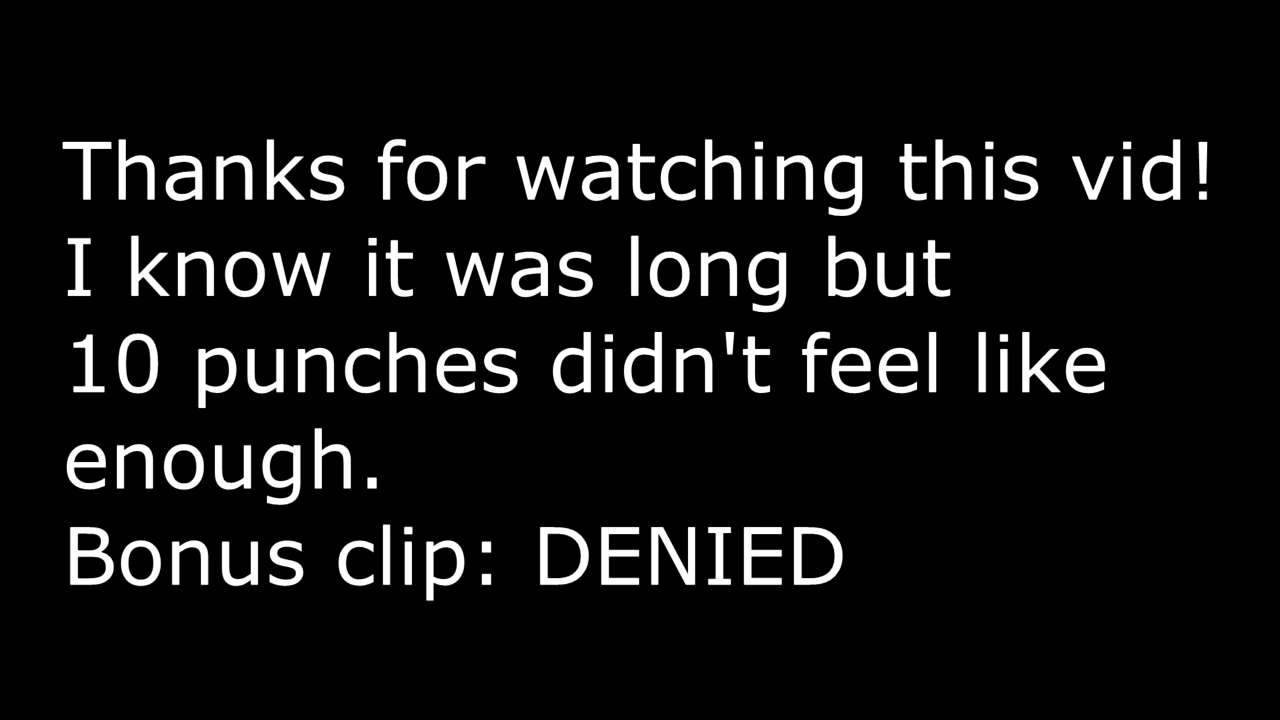 Thanks for watching this vid!
I know it was long but
10 punches didn't feel like
enough.
Bonus clip: DENIED